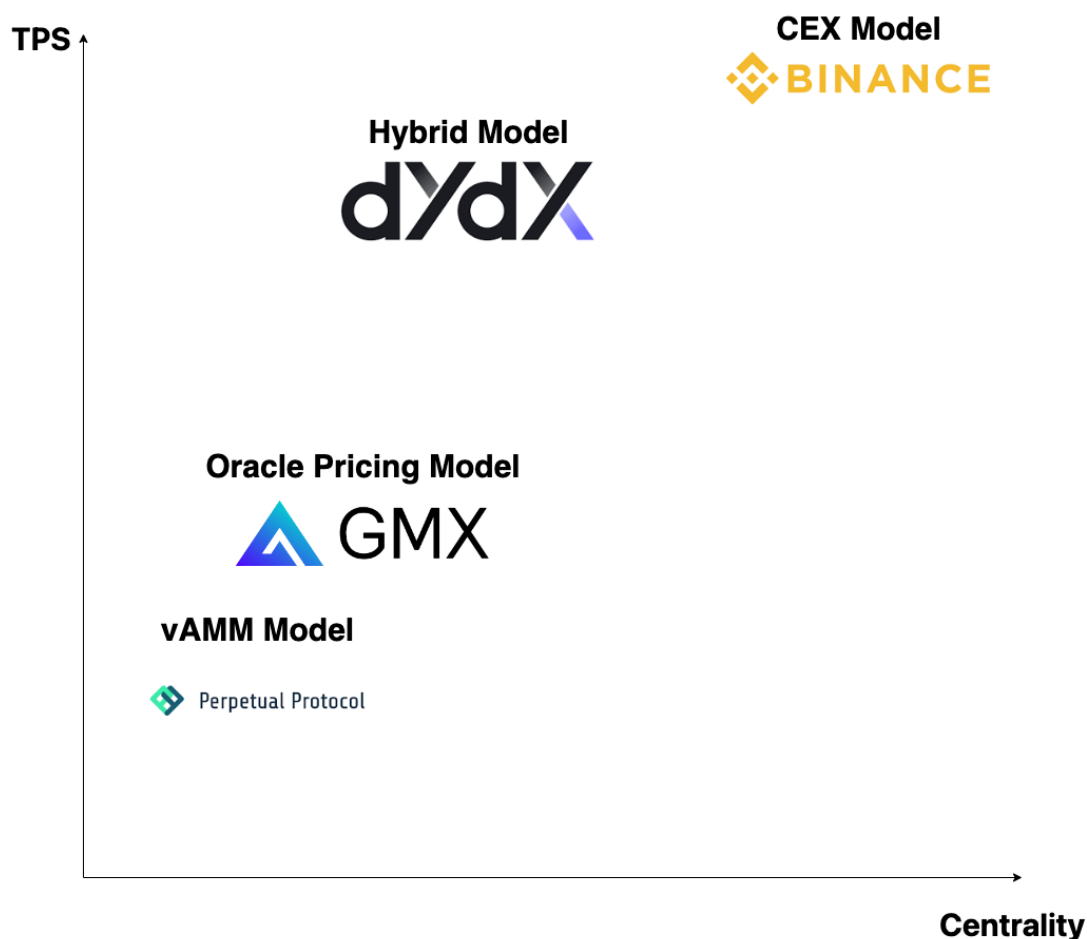 TPS
CEX Model
BINANCE
Hybrid Model
dYdX
Oracle Pricing Model
GMX
vAMM Model
Perpetual Protocol
Centrality